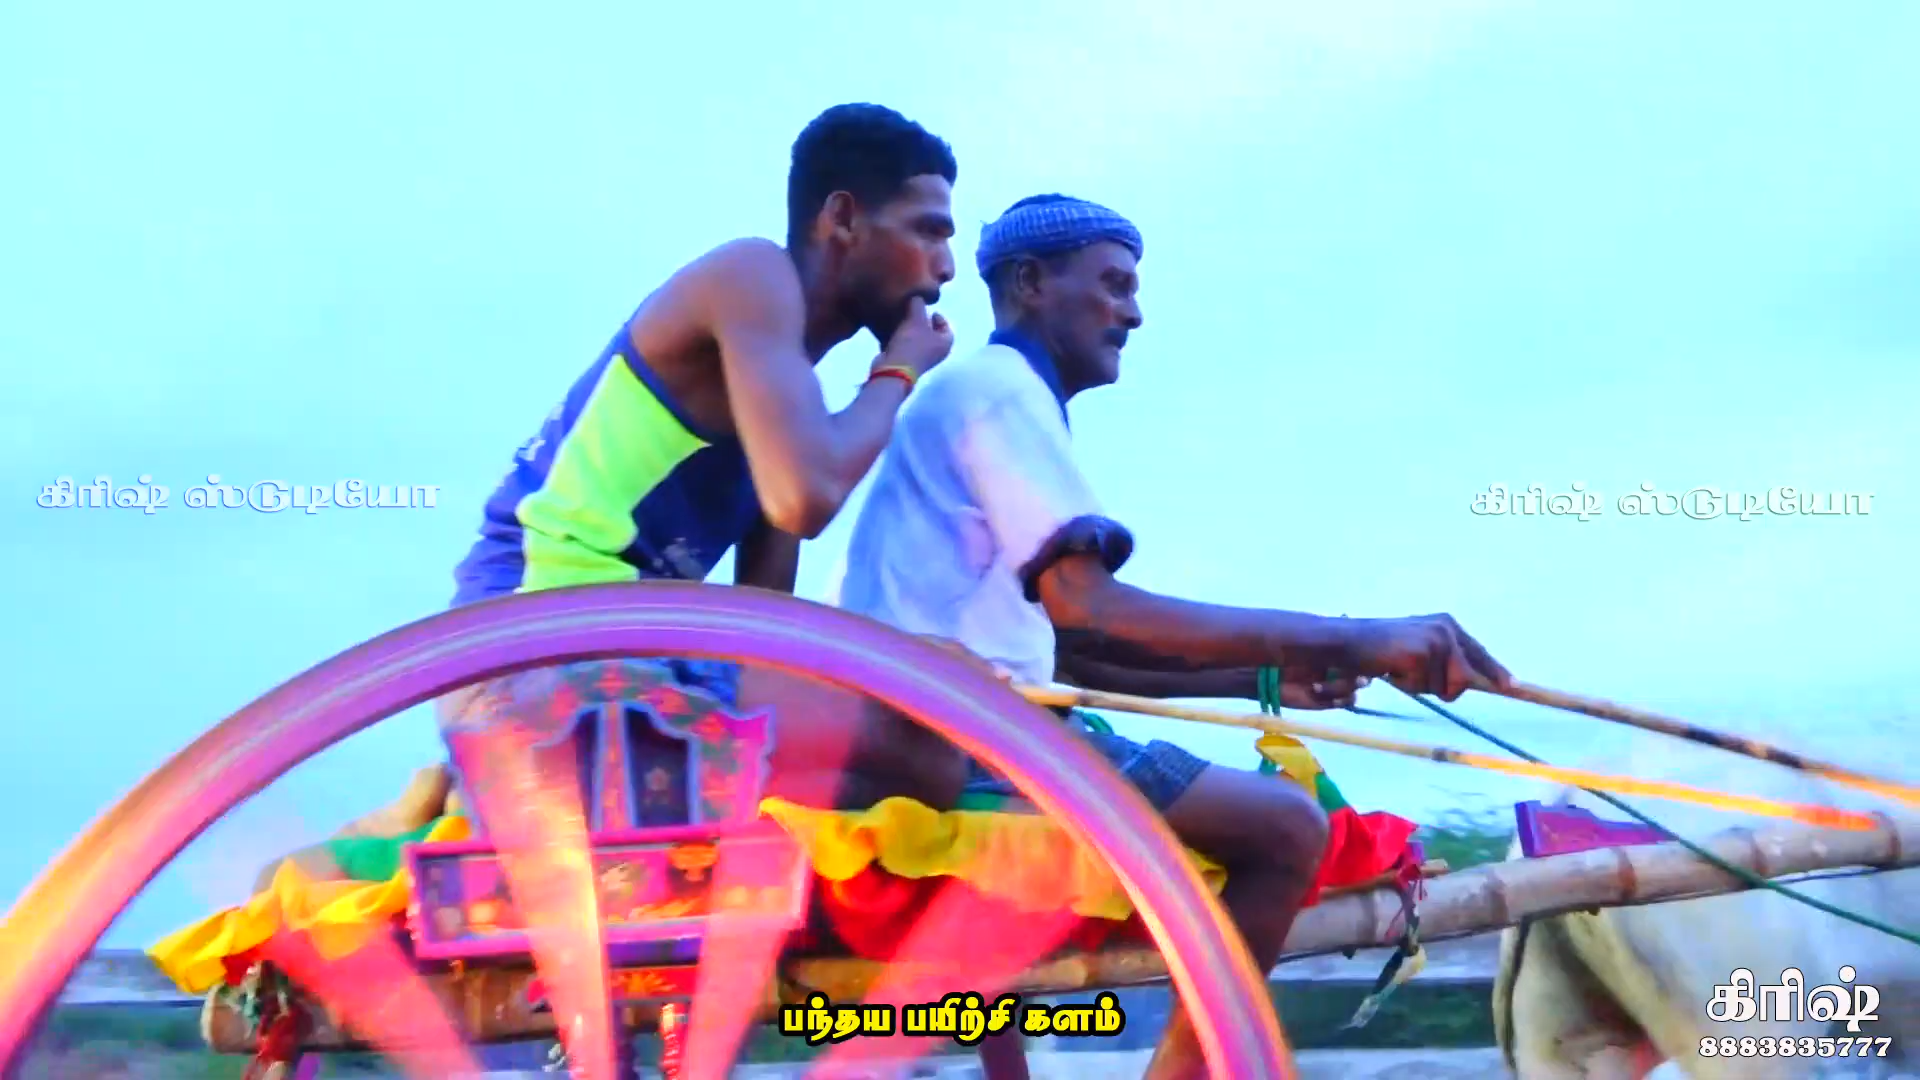 கிரிஷ் ஸ்டுடியோ
கிரிஷ் ஸ்டுடியோ
பந்தய பயிற்சி களம்
கிரிஷ்
8883835777